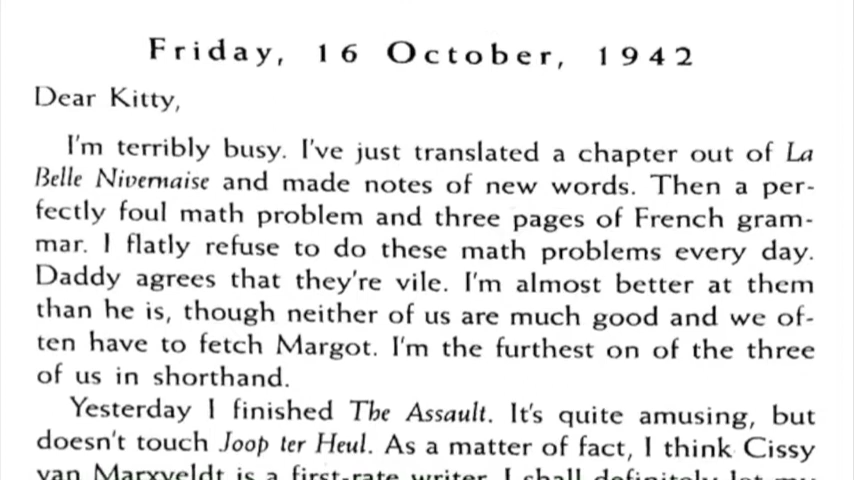 Friday, 16 October, 1942
Dear Kitty,
I'm terribly busy. I've just translated a chapter out of La
Belle Nivernaise and made notes of new words. Then a per-
fectly foul math problem and three pages of French gram-
mar. I flatly refuse to do these math problems every day.
Daddy agrees that they're vile. I'm almost better at them
than he is, though neither of us are much good and we of-
ten have to fetch Margot. I'm the furthest on of the three
of us in shorthand.
Yesterday I finished The Assault. It's quite amusing, but
doesn't touch Joop ter Heul. As a matter of fact, I think Cissy
van Marxveldt is a first-rate writer. I shall definitely let my